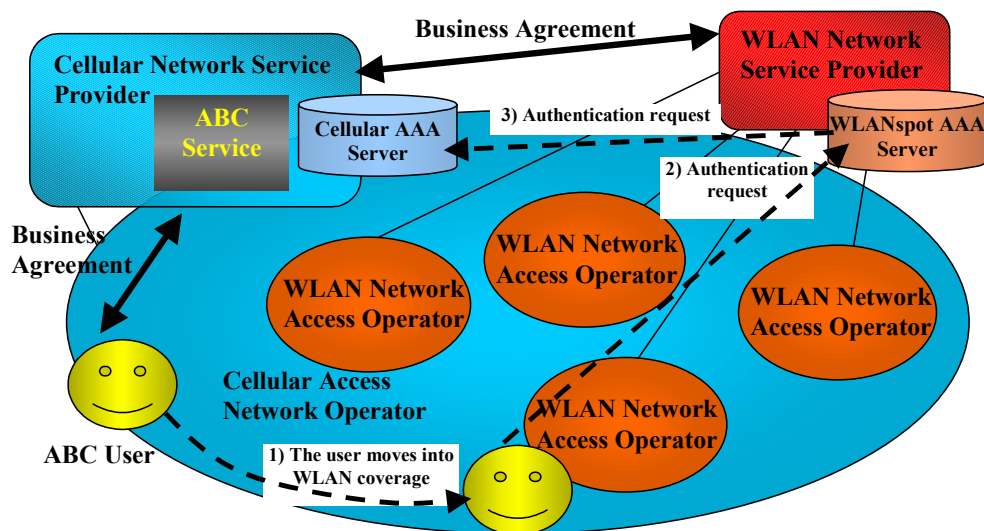 Business Agreement
Cellular Network Service
Provider
ABC
Service
Cellular AAA
Server
WLAN Network
Service Provider
3) Authentication request
WLANspot AAA
Server
2) Authentication
request
Business
Agreement
WLAN Network
Access Operator
WLAN Network
Access Operator
WLAN Network
Access Operator
Cellular Access
Network Operator
WLAN Network
Access Operator
ABC User
1) The user moves into
WLAN coverage